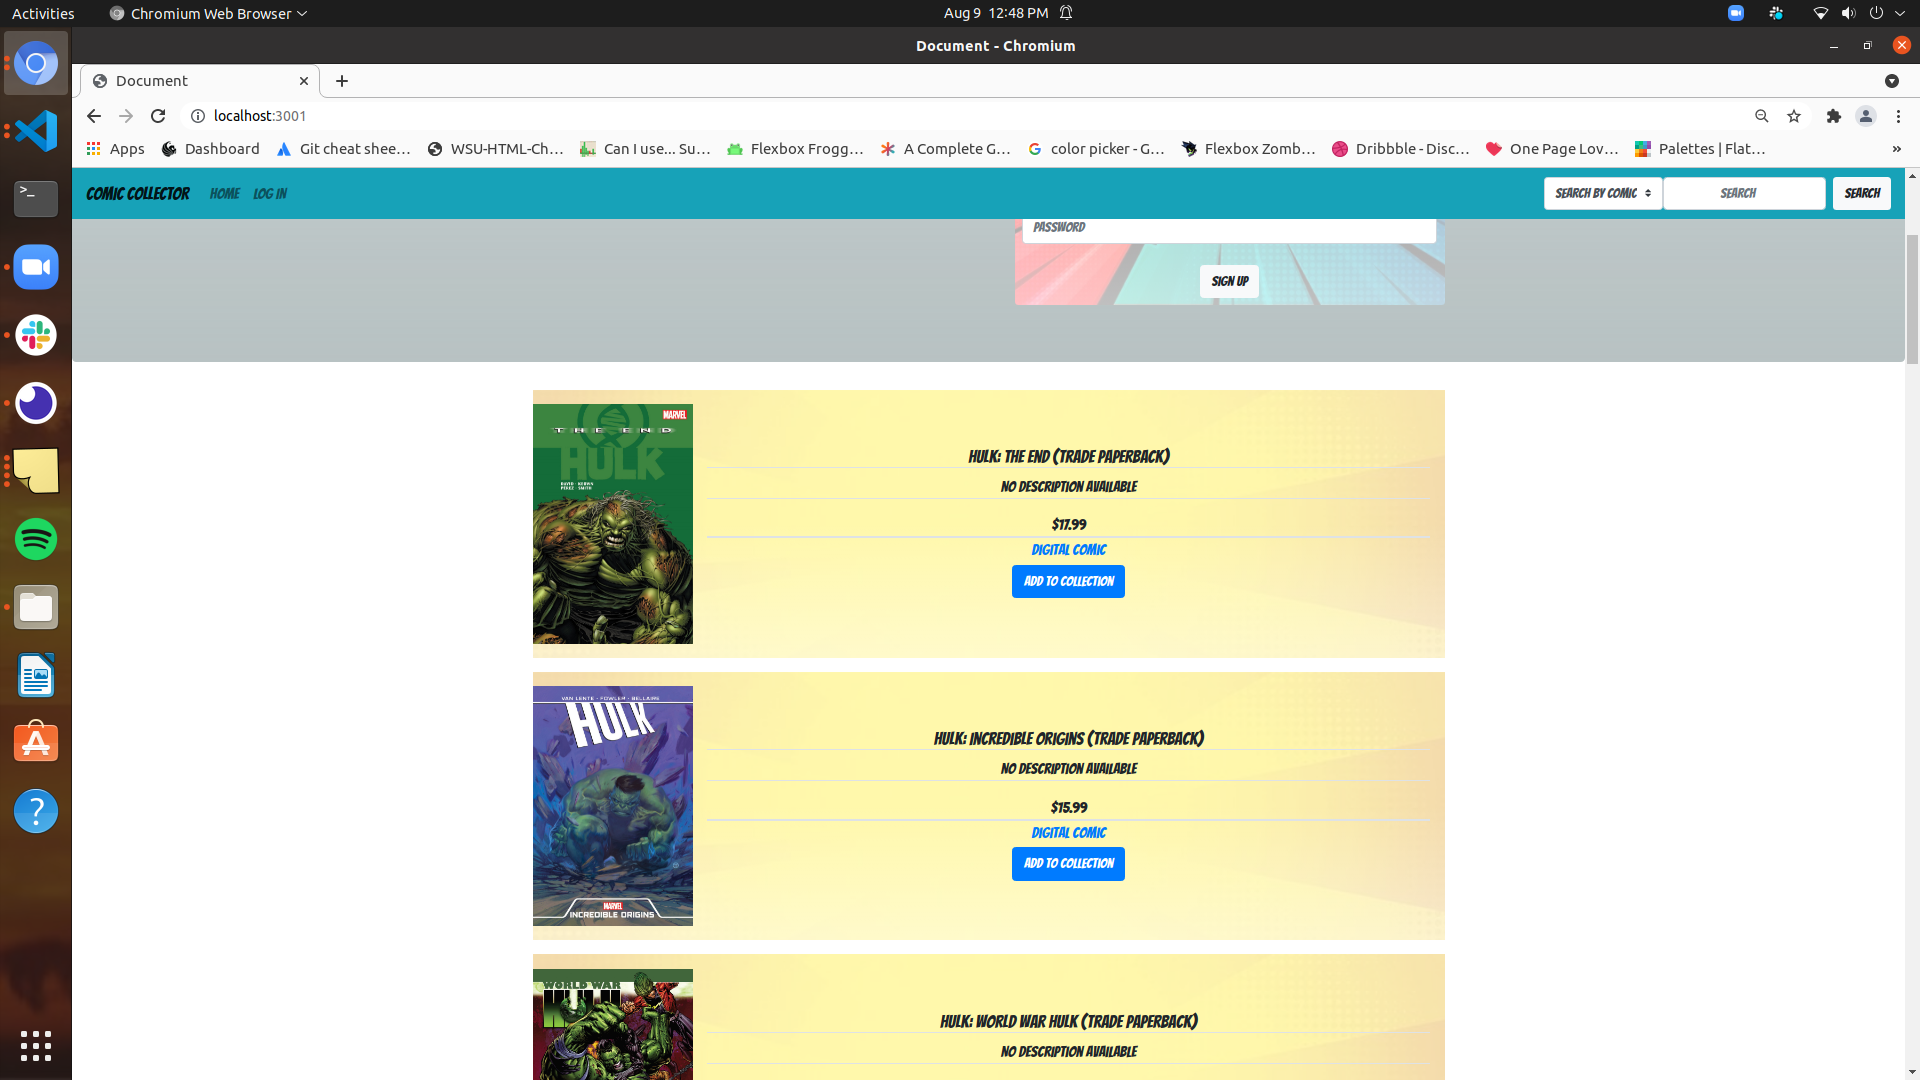 Activities
Chromium Web Browser
Aug 9 12:48 PM
Document - Chromium
Document
localhost:3001
Apps
Dashboard
Git cheat shee...
WSU-HTML-Ch...
Can I use... Su...
Flexbox Frogg...
A Complete G...
color picker - G...
Flexbox Zomb...
Dribbble - Disc...
One Page Lov...
Palettes | Flat...
»
COMIC COLLECTOR
HOME
LOG IN
SEARCH BY COMIC
SEARCH
SEARCH
PASSWORD
SIGN UP
MARVEL
THE END
HULK
HULK: THE END (TRADE PAPERBACK)
NO DESCRIPTION AVAILABLE
$17.99
DIGITAL COMIC
ADD TO COLLECTION
VAN LENTE · FOWLER · BELLAIRE
HULK
MARVEL
INCREDIBLE ORIGINS
HULK: INCREDIBLE ORIGINS (TRADE PAPERBACK)
NO DESCRIPTION AVAILABLE
$15.99
DIGITAL COMIC
ADD TO COLLECTION
WORLD WAR
HULK
HULK: WORLD WAR HULK (TRADE PAPERBACK)
NO DESCRIPTION AVAILABLE